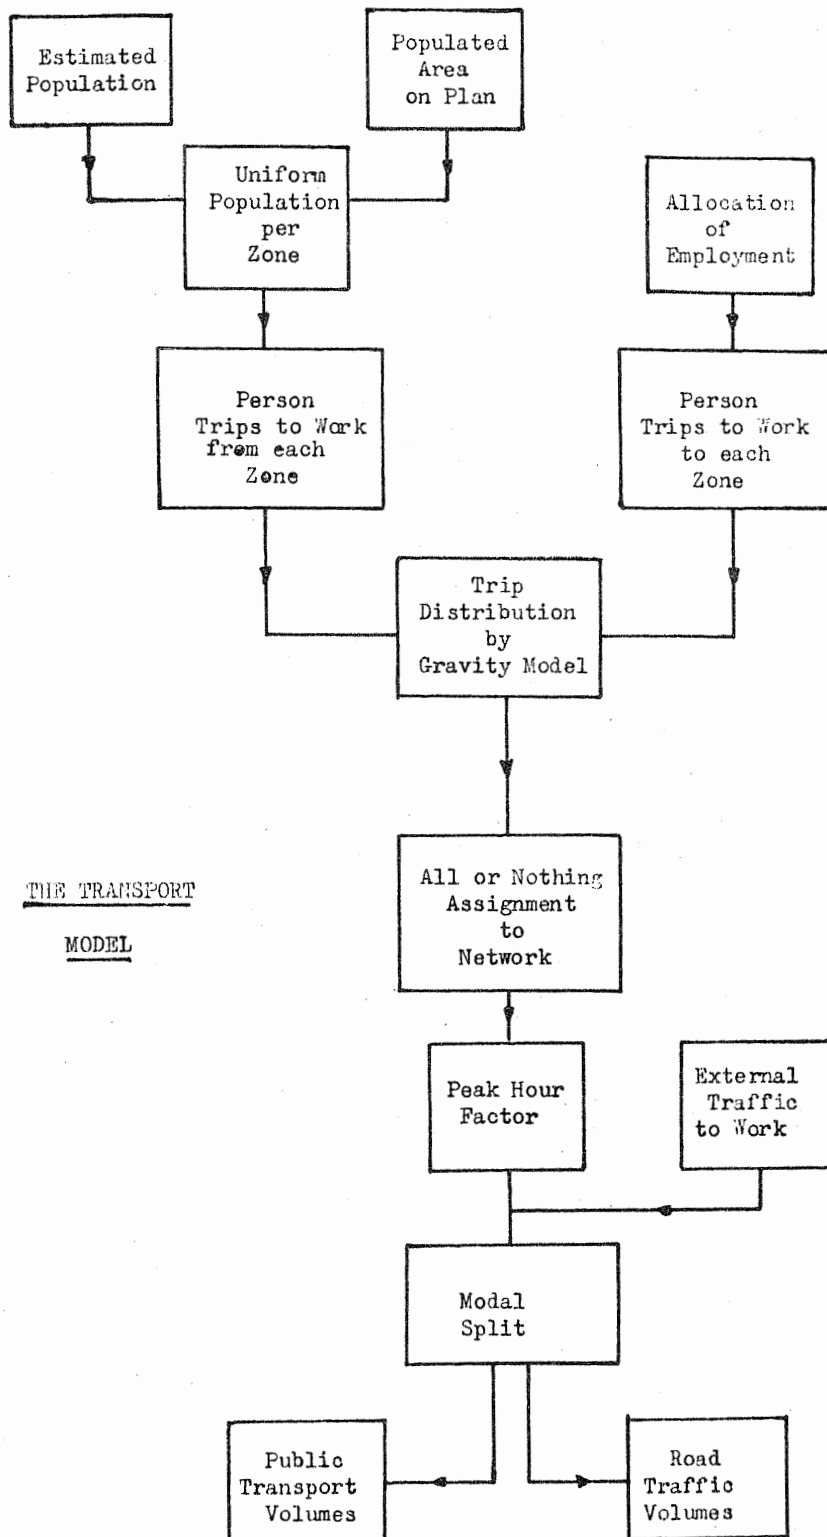 Estimated
Population
Populated
Area
on Plan
Uniform
Population
per
Zone
Allocation
of
Employment
Person
Trips to Work
from each
Zone
Person
Trips to Work
to each
Zone
Trip
Distribution
by
Gravity Model
THE TRANSPORT
MODEL
All or Nothing
Assignment
to
Network
Peak Hour
Factor
External
Traffic
to Work
Modal
Split
Public
Transport
Volumes
Road
Traffic
Volumes